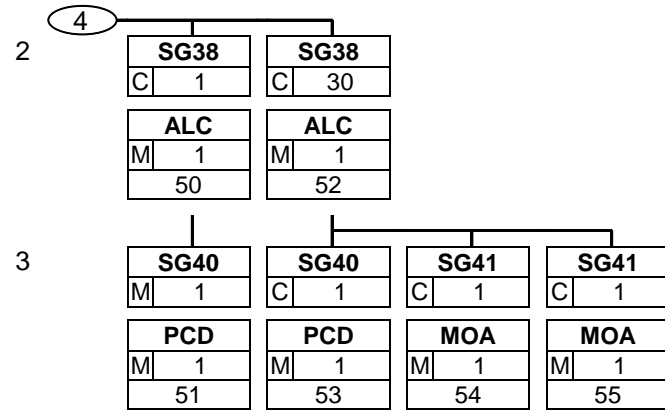 4
2
SG38 SG38
C 1 C 30
ALC ALC
M 1 M 1
50 52
3
SG40 SG40 SG41 SG41
M 1 C 1 C 1 C 1
PCD PCD MOA MOA
M 1 M 1 M 1 M 1
51 53 54 55